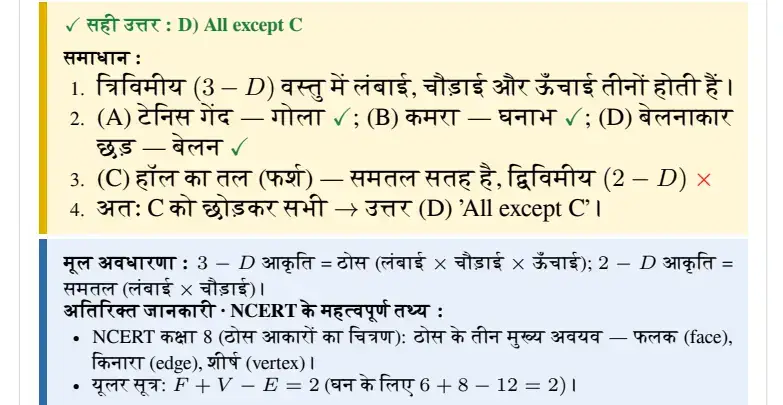 ✓ सही उत्तर : D) All except C
समाधान :
1. त्रिविमीय (3 − D) वस्तु में लंबाई, चौड़ाई और ऊँचाई तीनों होती हैं।
2. (A) टेनिस गेंद — गोला ✓; (B) कमरा — घनाभ ✓; (D) बेलनाकार
छड़ — बेलन ✓
3. (C) हॉल का तल (फर्श) — समतल सतह है, द्विविमीय (2 − D) ×
4. अतः C को छोड़कर सभी → उत्तर (D) 'All except C'।
मूल अवधारणा : 3 − D आकृति = ठोस (लंबाई × चौड़ाई × ऊँचाई); 2 − D आकृति =
समतल (लंबाई × चौड़ाई)।
अतिरिक्त जानकारी · NCERT के महत्वपूर्ण तथ्य :
• NCERT कक्षा 8 (ठोस आकारों का चित्रण): ठोस के तीन मुख्य अवयव — फलक (face),
किनारा (edge), शीर्ष (vertex)।
• यूलर सूत्र: F + V − E = 2 (घन के लिए 6 + 8 − 12 = 2)।